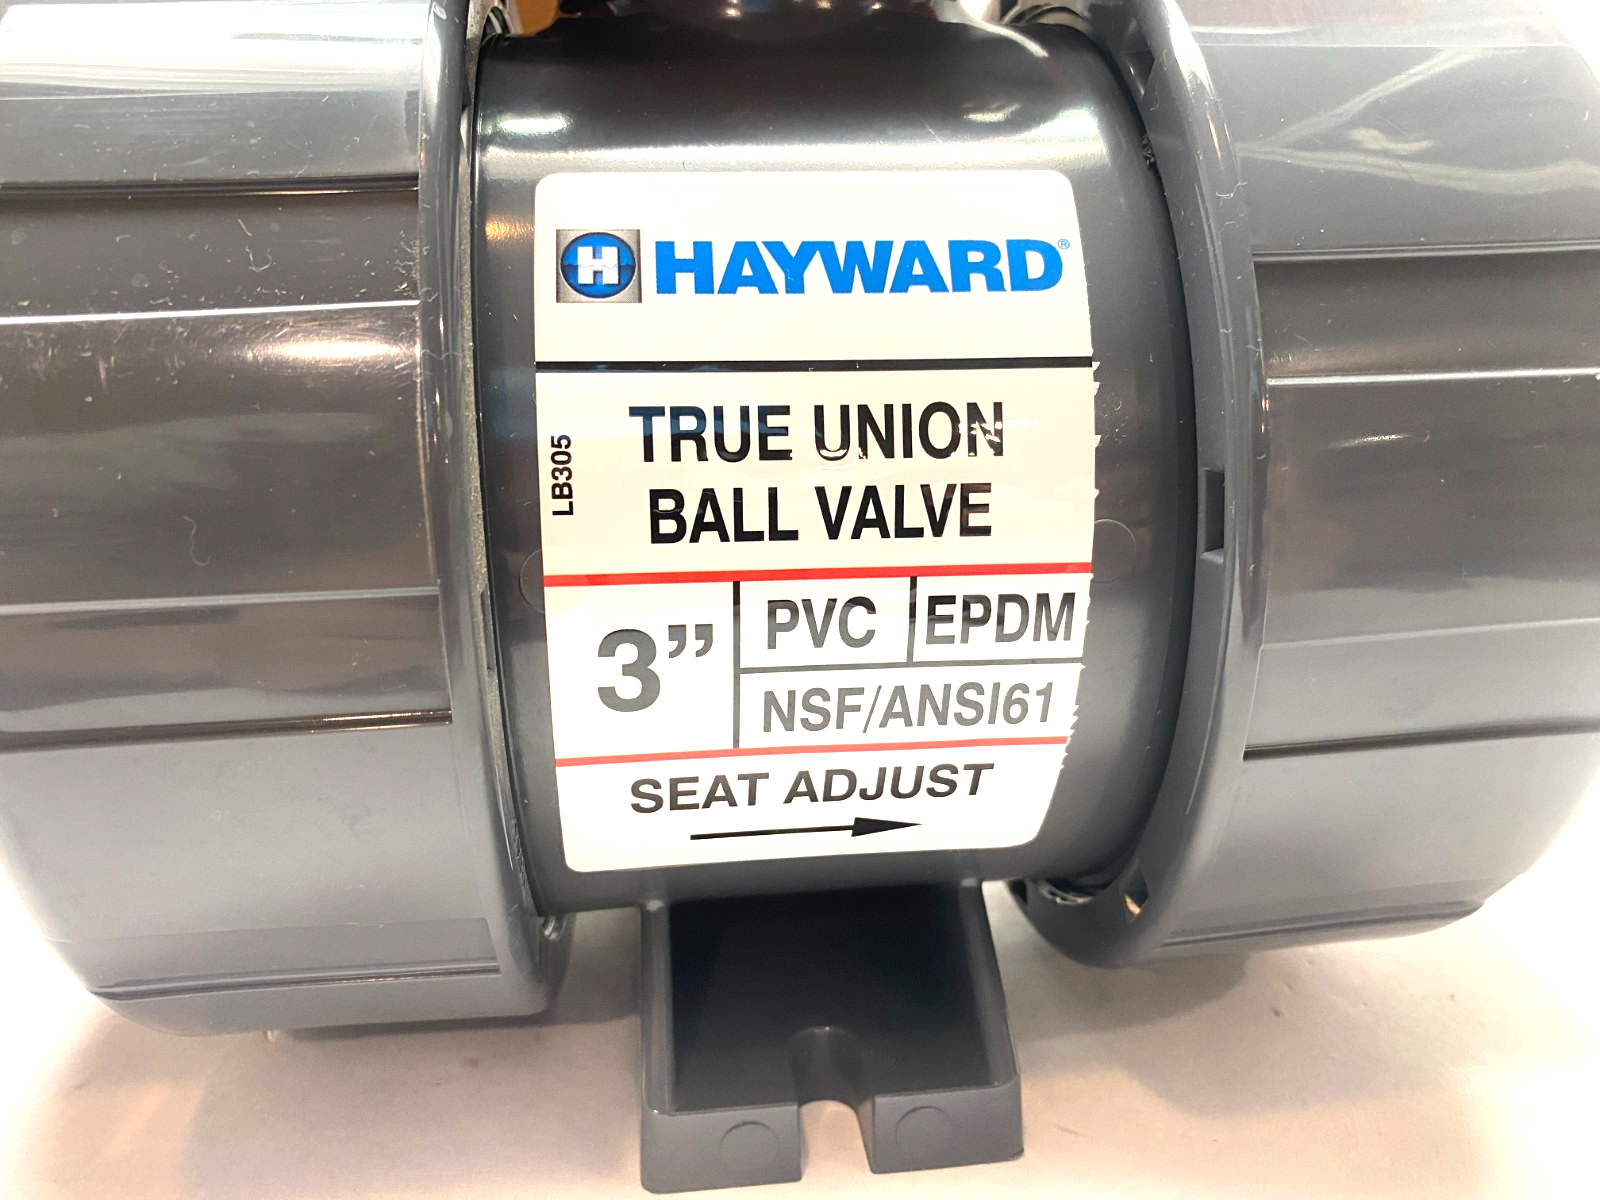 H HAYWARD®
LB305
TRUE UNION
BALL VALVE
3” PVC EPDM
NSF/ANSI61
SEAT ADJUST